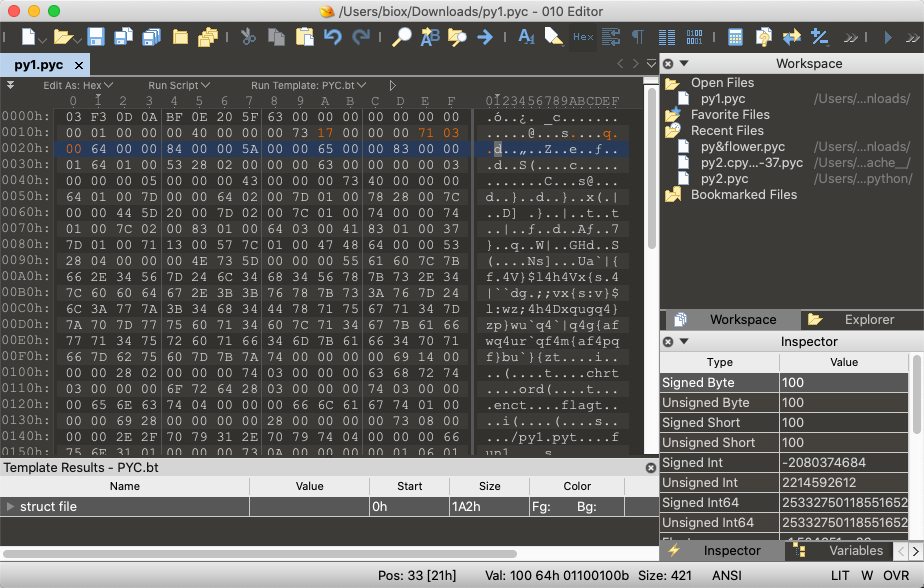 /Users/biox/Downloads/py1.pyc - 010 Editor
py1.pyc ×
Edit As: Hex Run Script Run Template: PYC.bt
0 1 2 3 4 5 6 7 8 9 A B C D E F 0123456789ABCDEF
0000h: 03 F3 0D 0A BF 0E 20 5F 63 00 00 00 00 00 00 00 .ó..¿. _c.......
0010h: 00 01 00 00 00 40 00 00 00 73 17 00 00 00 71 03 .....@...s....q.
0020h: 00 64 00 00 84 00 00 5A 00 00 65 00 00 83 00 00 .d..„..Z..e..ƒ..
0030h: 01 64 01 00 53 28 02 00 00 00 63 00 00 00 00 03 .d..S(....c.....
0040h: 00 00 00 05 00 00 00 43 00 00 00 73 40 00 00 00 .......C...s@...
0050h: 64 01 00 7D 00 00 64 02 00 7D 01 00 78 28 00 7C d..}..d..}..x(.|
0060h: 00 00 44 5D 20 00 7D 02 00 7C 01 00 74 00 00 74 ..D] .}..|..t..t
0070h: 01 00 7C 02 00 83 01 00 64 03 00 41 83 01 00 37 ..|..ƒ..d..Aƒ..7
0080h: 7D 01 00 71 13 00 57 7C 01 00 47 48 64 00 00 53 }..q..W|..GHd..S
0090h: 28 04 00 00 00 4E 73 5D 00 00 00 55 61 60 7C 7B (....Ns]...Ua`|{
00A0h: 66 2E 34 56 7D 24 6C 34 68 34 56 78 7B 73 2E 34 f.4V}$l4h4Vx{s.4
00B0h: 7C 60 60 64 67 2E 3B 3B 76 78 7B 73 3A 76 7D 24 |``dg.;;vx{s:v}$
00C0h: 6C 3A 77 7A 3B 34 68 34 44 78 71 75 67 71 34 7D l:wz;4h4Dxqugq4}
00D0h: 7A 70 7D 77 75 60 71 34 60 7C 71 34 67 7B 61 66 zp}wu`q4`|q4g{af
00E0h: 77 71 34 75 72 60 71 66 34 6D 7B 61 66 34 70 71 wq4ur`qf4m{af4pq
00F0h: 66 7D 62 75 60 7D 7B 7A 74 00 00 00 00 69 14 00 f}bu`}{zt....i..
0100h: 00 00 28 02 00 00 00 74 03 00 00 00 63 68 72 74 ..(....t....chrt
0110h: 03 00 00 00 6F 72 64 28 03 00 00 00 74 03 00 00 ....ord(....t...
0120h: 00 65 6E 63 74 04 00 00 00 66 6C 61 67 74 01 00 .enct....flagt..
0130h: 00 00 69 28 00 00 00 00 28 00 00 00 00 73 08 00 ..i(....(....s..
0140h: 00 00 2E 2F 70 79 31 2E 70 79 74 04 00 00 00 66 .../py1.pyt....f
Template Results - PYC.bt
Name Value Start Size Color
struct file 0h 1A2h Fg: Bg:
Workspace
Open Files
py1.pyc /Users/...nloads/
Favorite Files
Recent Files
py&flower.pyc /Users/...nloads/
py2.cpy...-37.pyc /Users/...ache__/
py2.pyc /Users/...python/
Bookmarked Files
Workspace Explorer
Inspector
Type Value
Signed Byte 100
Unsigned Byte 100
Signed Short 100
Unsigned Short 100
Signed Int -2080374684
Unsigned Int 2214592612
Signed Int64 25332750118551652
Unsigned Int64 25332750118551652
Inspector Variables
Pos: 33 [21h] Val: 100 64h 01100100b Size: 421 ANSI LIT W OVR